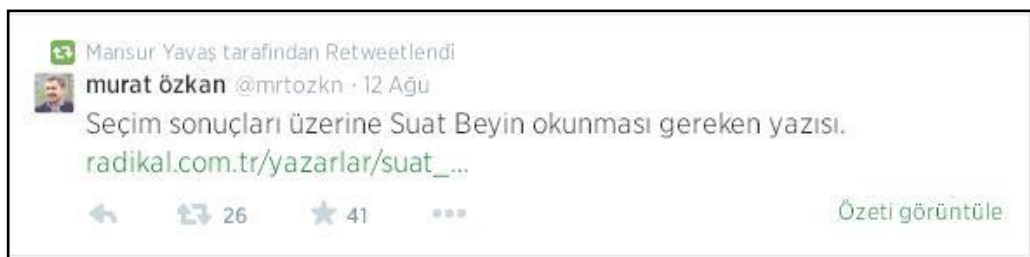 Mansur Yavaş tarafından Retweetlendi
murat özkan @mrtozkn · 12 Ağu
Seçim sonuçları üzerine Suat Beyin okunması gereken yazısı.
radikal.com.tr/yazarlar/suat_...
26 41 Özeti görüntüle